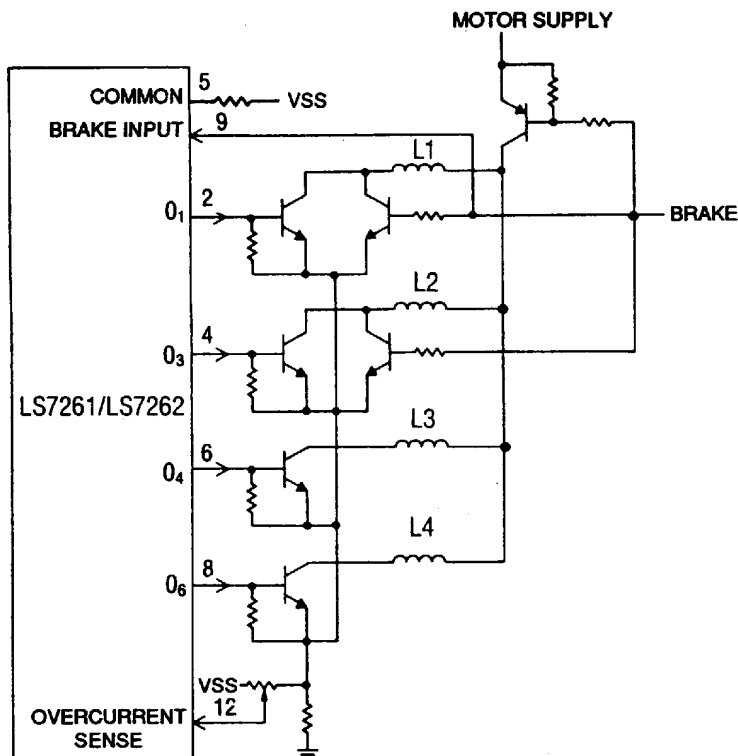 MOTOR SUPPLY
5
COMMON
VSS
BRAKE INPUT
9
L1
0₁
2
BRAKE
L2
4
0₃
LS7261/LS7262
L3
6
0₄
L4
8
0₆
VSS
12
OVERCURRENT
SENSE